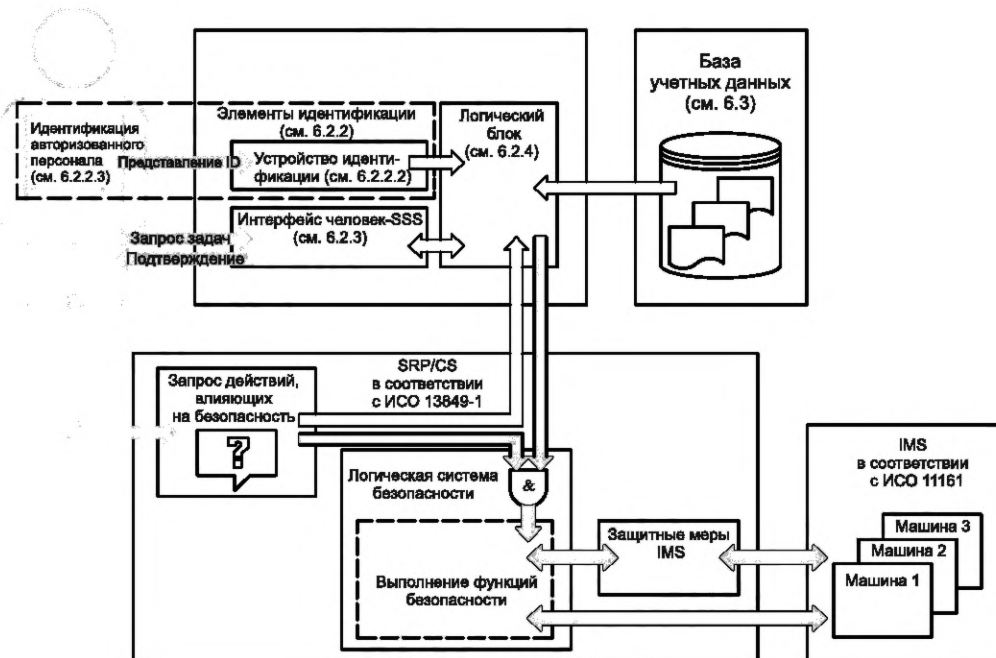 База
учетных данных
(см. 6.3)
Элементы идентификации
(см. 6.2.2)
Логический
блок
(см. 6.2.4)
Идентификация
авторизованного
персонала
(см. 6.2.2.3)
Представление ID
Устройство иденти-
фикации (см. 6.2.2.2)
Интерфейс человек-SSS
(см. 6.2.3)
Запрос задач
Подтверждение
SRP/CS
в соответствии
с ИСО 13849-1
Запрос действий,
влияющих
на безопасность
?
Логическая система
безопасности
&
Выполнение функций
безопасности
Защитные меры
IMS
IMS
в соответствии
с ИСО 11161
Машина 3
Машина 2
Машина 1